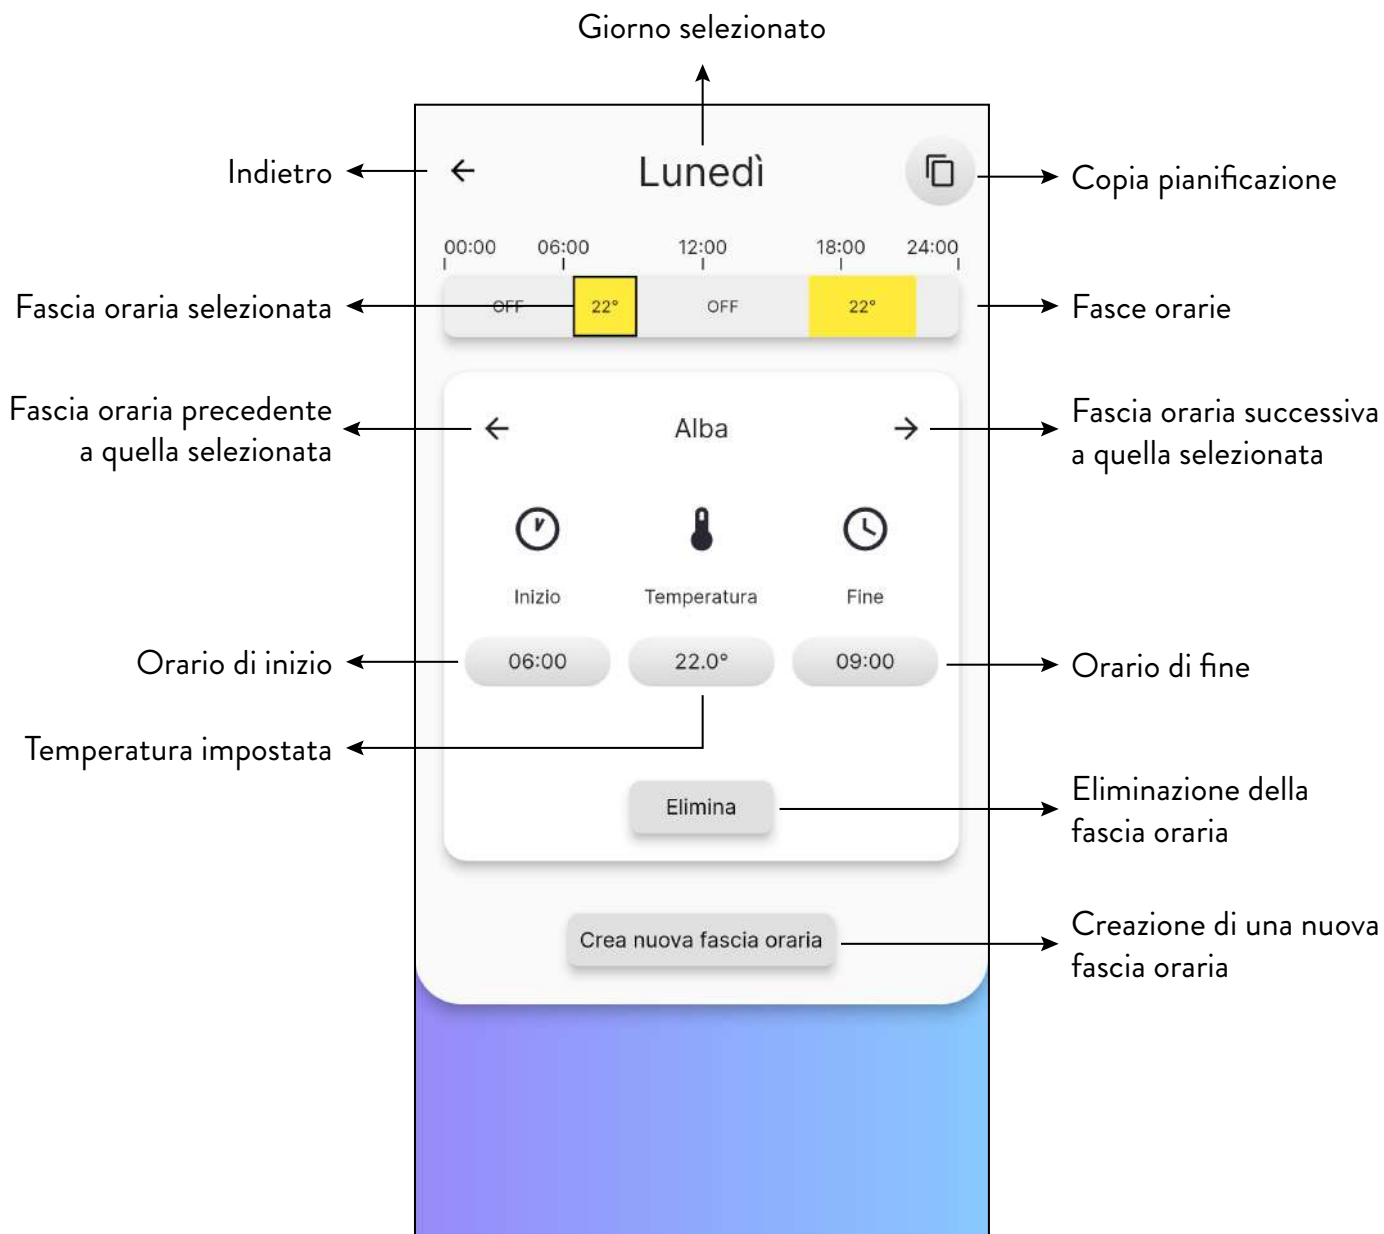 Giorno selezionato
Indietro
Lunedì
Copia pianificazione
00:00 06:00 12:00 18:00 24:00
Fascia oraria selezionata
OFF 22° OFF 22°
Fasce orarie
Fascia oraria precedente
a quella selezionata
Alba
Fascia oraria successiva
a quella selezionata
Inizio Temperatura Fine
Orario di inizio
06:00 22.0° 09:00
Orario di fine
Temperatura impostata
Elimina
Eliminazione della
fascia oraria
Crea nuova fascia oraria
Creazione di una nuova
fascia oraria